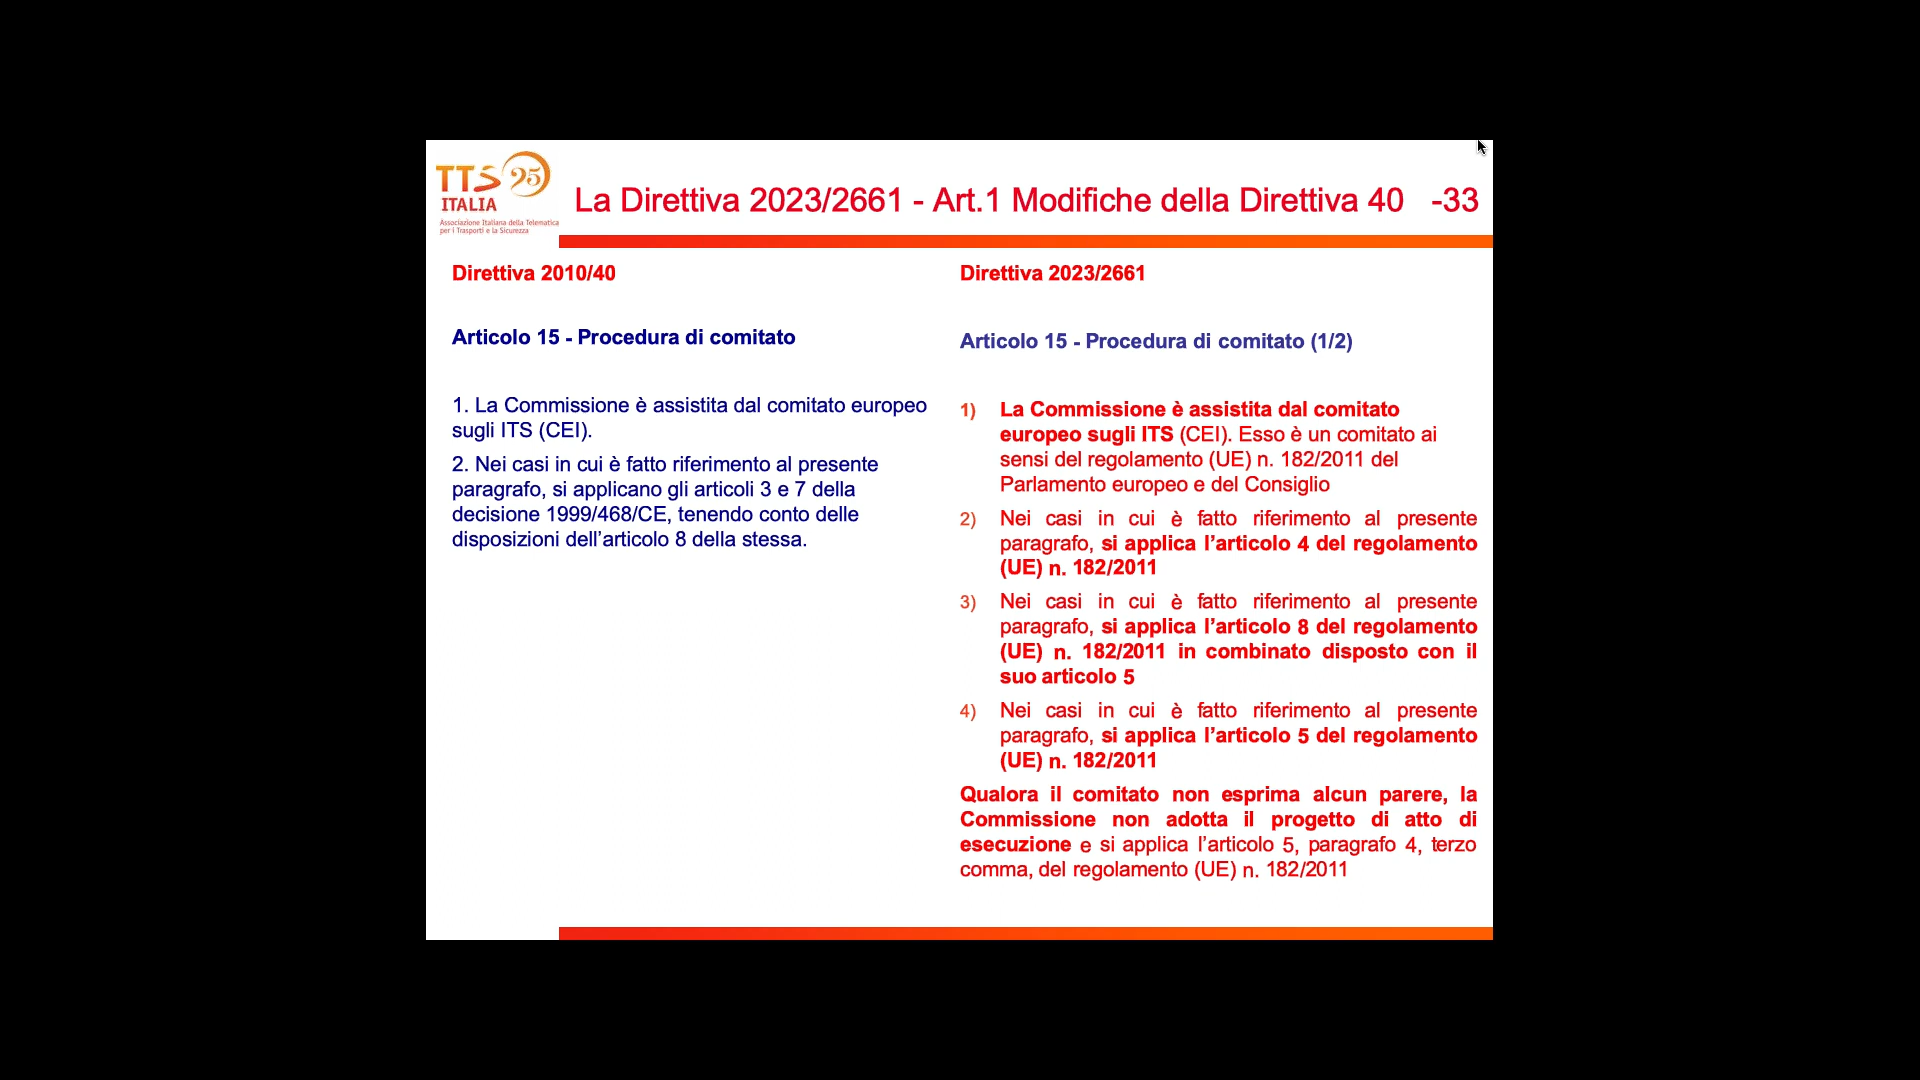 TTS 25
ITALIA
Associazione Italiana della Telematica
per i Trasporti e la Sicurezza
La Direttiva 2023/2661 - Art.1 Modifiche della Direttiva 40 -33
Direttiva 2010/40
Articolo 15 - Procedura di comitato
1. La Commissione è assistita dal comitato europeo
sugli ITS (CEI).
2. Nei casi in cui è fatto riferimento al presente
paragrafo, si applicano gli articoli 3 e 7 della
decisione 1999/468/CE, tenendo conto delle
disposizioni dell’articolo 8 della stessa.
Direttiva 2023/2661
Articolo 15 - Procedura di comitato (1/2)
1) La Commissione è assistita dal comitato
europeo sugli ITS (CEI). Esso è un comitato ai
sensi del regolamento (UE) n. 182/2011 del
Parlamento europeo e del Consiglio
2) Nei casi in cui è fatto riferimento al presente
paragrafo, si applica l’articolo 4 del regolamento
(UE) n. 182/2011
3) Nei casi in cui è fatto riferimento al presente
paragrafo, si applica l’articolo 8 del regolamento
(UE) n. 182/2011 in combinato disposto con il
suo articolo 5
4) Nei casi in cui è fatto riferimento al presente
paragrafo, si applica l’articolo 5 del regolamento
(UE) n. 182/2011
Qualora il comitato non esprima alcun parere, la
Commissione non adotta il progetto di atto di
esecuzione e si applica l’articolo 5, paragrafo 4, terzo
comma, del regolamento (UE) n. 182/2011